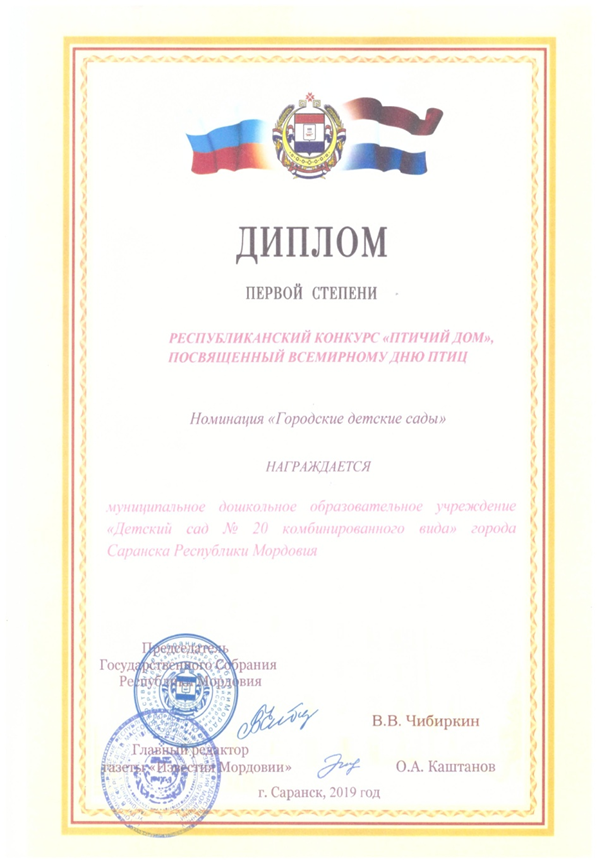 ДИПЛОМ
ПЕРВОЙ СТЕПЕНИ
РЕСПУБЛИКАНСКИЙ КОНКУРС «ПТИЧИЙ ДОМ»,
ПОСВЯЩЕННЫЙ ВСЕМИРНОМУ ДНЮ ПТИЦ
Номинация «Городские детские сады»
НАГРАЖДАЕТСЯ
муниципальное дошкольное образовательное учреждение
«Детский сад № 20 комбинированного вида» города
Саранска Республики Мордовия
Председатель
Государственного Собрания
Республики Мордовия
В.В. Чибиркин
Главный редактор
газеты «Известия Мордовии»
О.А. Каштанов
г. Саранск, 2019 год